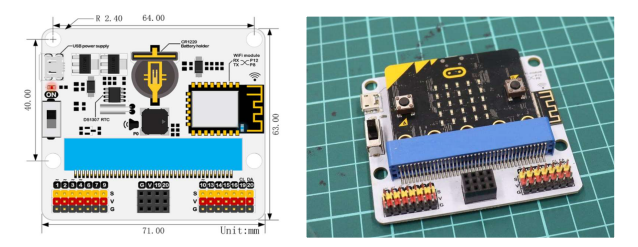 R 2.40
64.00
CR1220
Battery holder
USB power supply
WiFi module
RX P12
TX P8
40.00
63.00
ON
DS1307 RTC
P0
1 2 3 4 6 7 9
G V 19 20
10 13 14 15 16 19 20
S
V
G
S
V
G
71.00
Unit:mm